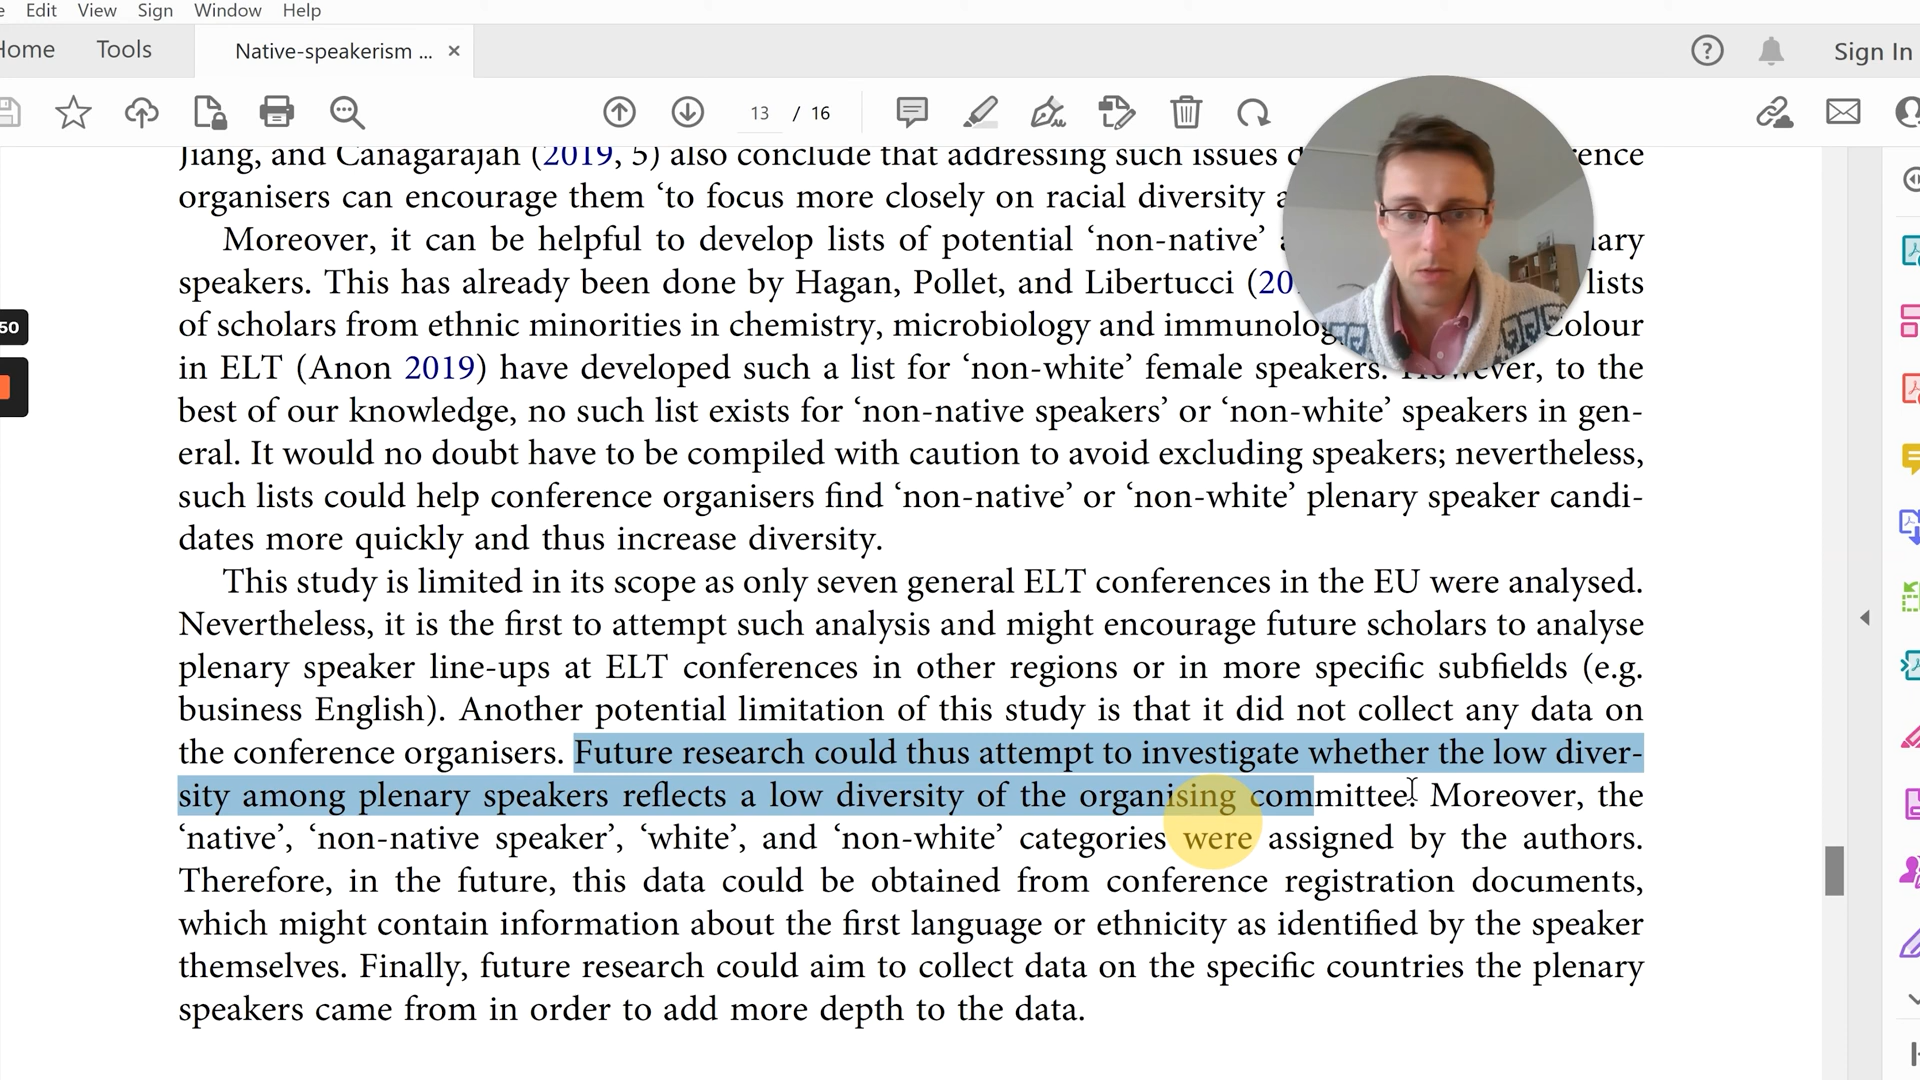 Edit View Sign Window Help
Home Tools Native-speakerism ... × Sign In
13 / 16
Jiang, and Canagarajah (2019, 5) also conclude that addressing such issues
organisers can encourage them ‘to focus more closely on racial diversity
Moreover, it can be helpful to develop lists of potential ‘non-native’
speakers. This has already been done by Hagan, Pollet, and Libertucci (20 lists
of scholars from ethnic minorities in chemistry, microbiology and Colour
in ELT (Anon 2019) have developed such a list for ‘non-white’ female speakers. However, to the
best of our knowledge, no such list exists for ‘non-native speakers’ or ‘non-white’ speakers in gen-
eral. It would no doubt have to be compiled with caution to avoid excluding speakers; nevertheless,
such lists could help conference organisers find ‘non-native’ or ‘non-white’ plenary speaker candi-
dates more quickly and thus increase diversity.
This study is limited in its scope as only seven general ELT conferences in the EU were analysed.
Nevertheless, it is the first to attempt such analysis and might encourage future scholars to analyse
plenary speaker line-ups at ELT conferences in other regions or in more specific subfields (e.g.
business English). Another potential limitation of this study is that it did not collect any data on
the conference organisers. Future research could thus attempt to investigate whether the low diver-
sity among plenary speakers reflects a low diversity of the organising committee. Moreover, the
‘native’, ‘non-native speaker’, ‘white’, and ‘non-white’ categories were assigned by the authors.
Therefore, in the future, this data could be obtained from conference registration documents,
which might contain information about the first language or ethnicity as identified by the speaker
themselves. Finally, future research could aim to collect data on the specific countries the plenary
speakers came from in order to add more depth to the data.
50